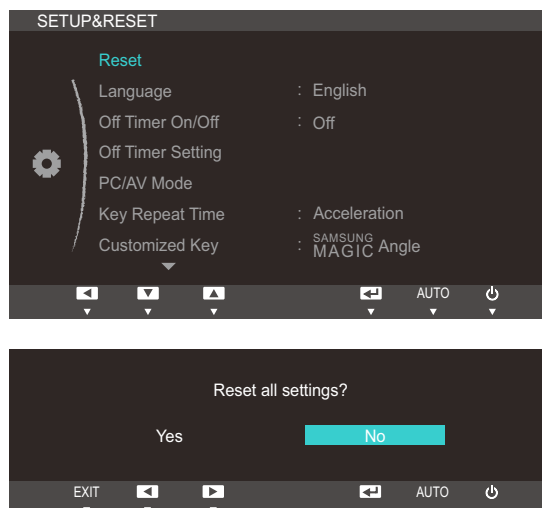 SETUP&RESET
Reset
Language : English
Off Timer On/Off : Off
Off Timer Setting
PC/AV Mode
Key Repeat Time : Acceleration
Customized Key : SAMSUNG MAGIC Angle
AUTO
Reset all settings?
Yes No
EXIT AUTO